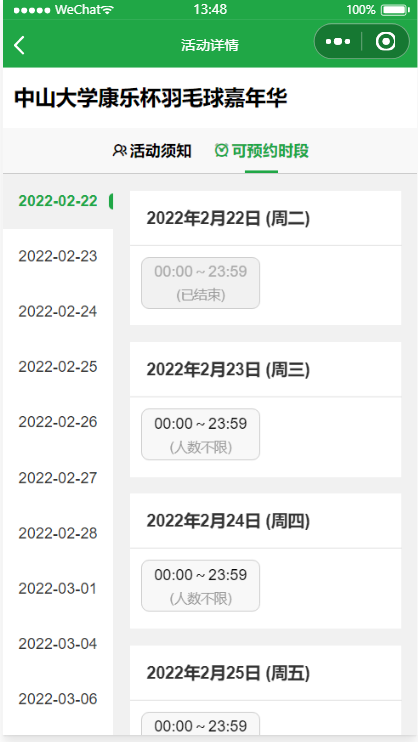 WeChat 13:48 100%
活动详情
中山大学康乐杯羽毛球嘉年华
活动须知 可预约时段
2022-02-22
2022-02-23
2022-02-24
2022-02-25
2022-02-26
2022-02-27
2022-02-28
2022-03-01
2022-03-04
2022-03-06
2022年2月22日 (周二)
00:00 ~ 23:59
(已结束)
2022年2月23日 (周三)
00:00 ~ 23:59
(人数不限)
2022年2月24日 (周四)
00:00 ~ 23:59
(人数不限)
2022年2月25日 (周五)
00:00 ~ 23:59